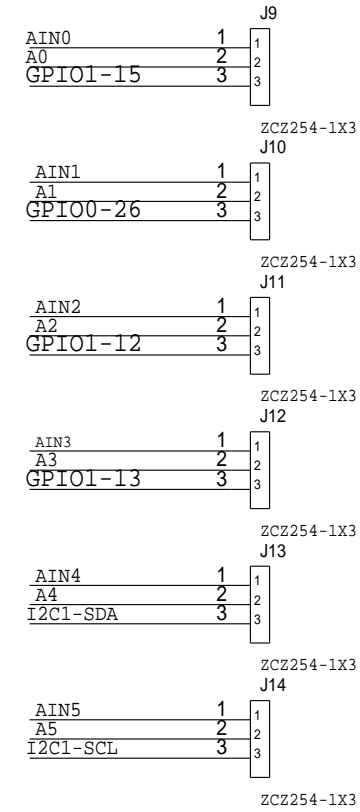 J9
AIN0 1 1
A0 2 2
GPIO1-15 3 3
ZCZ254-1X3
J10
AIN1 1 1
A1 2 2
GPIO0-26 3 3
ZCZ254-1X3
J11
AIN2 1 1
A2 2 2
GPIO1-12 3 3
ZCZ254-1X3
J12
AIN3 1 1
A3 2 2
GPIO1-13 3 3
ZCZ254-1X3
J13
AIN4 1 1
A4 2 2
I2C1-SDA 3 3
ZCZ254-1X3
J14
AIN5 1 1
A5 2 2
I2C1-SCL 3 3
ZCZ254-1X3